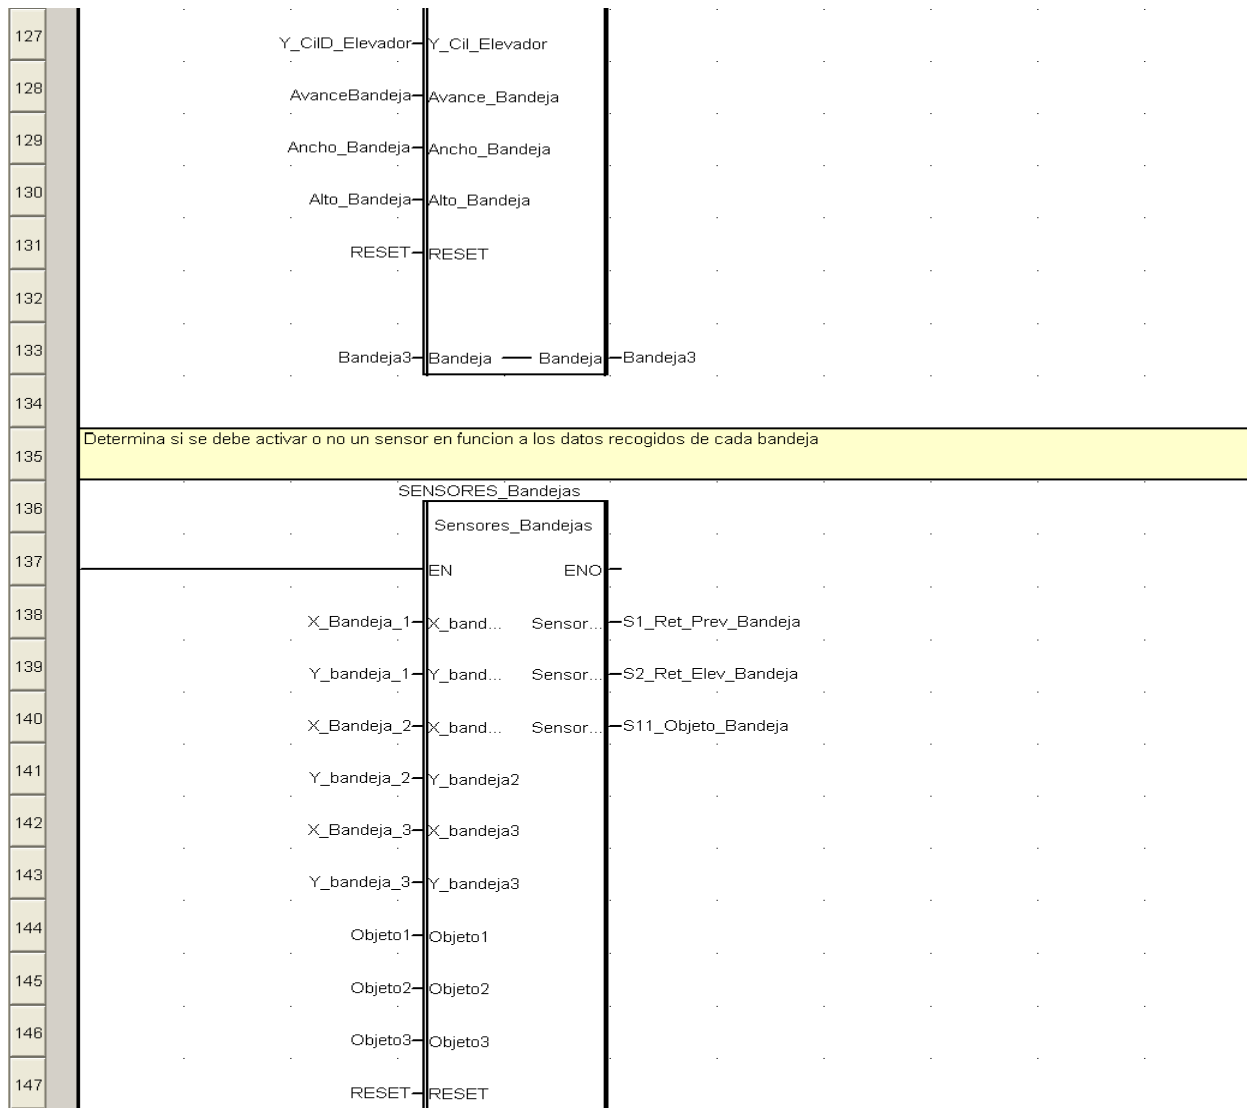 127 Y_CilD_Elevador Y_Cil_Elevador
128 AvanceBandeja Avance_Bandeja
129 Ancho_Bandeja Ancho_Bandeja
130 Alto_Bandeja Alto_Bandeja
131 RESET RESET
132
133 Bandeja3 Bandeja Bandeja Bandeja3
134
135 Determina si se debe activar o no un sensor en funcion a los datos recogidos de cada bandeja
SENSORES_Bandejas
136 Sensores_Bandejas
137 EN ENO
138 X_Bandeja_1 X_band... Sensor... S1_Ret_Prev_Bandeja
139 Y_bandeja_1 Y_band... Sensor... S2_Ret_Elev_Bandeja
140 X_Bandeja_2 X_band... Sensor... S11_Objeto_Bandeja
141 Y_bandeja_2 Y_bandeja2
142 X_Bandeja_3 X_bandeja3
143 Y_bandeja_3 Y_bandeja3
144 Objeto1 Objeto1
145 Objeto2 Objeto2
146 Objeto3 Objeto3
147 RESET RESET